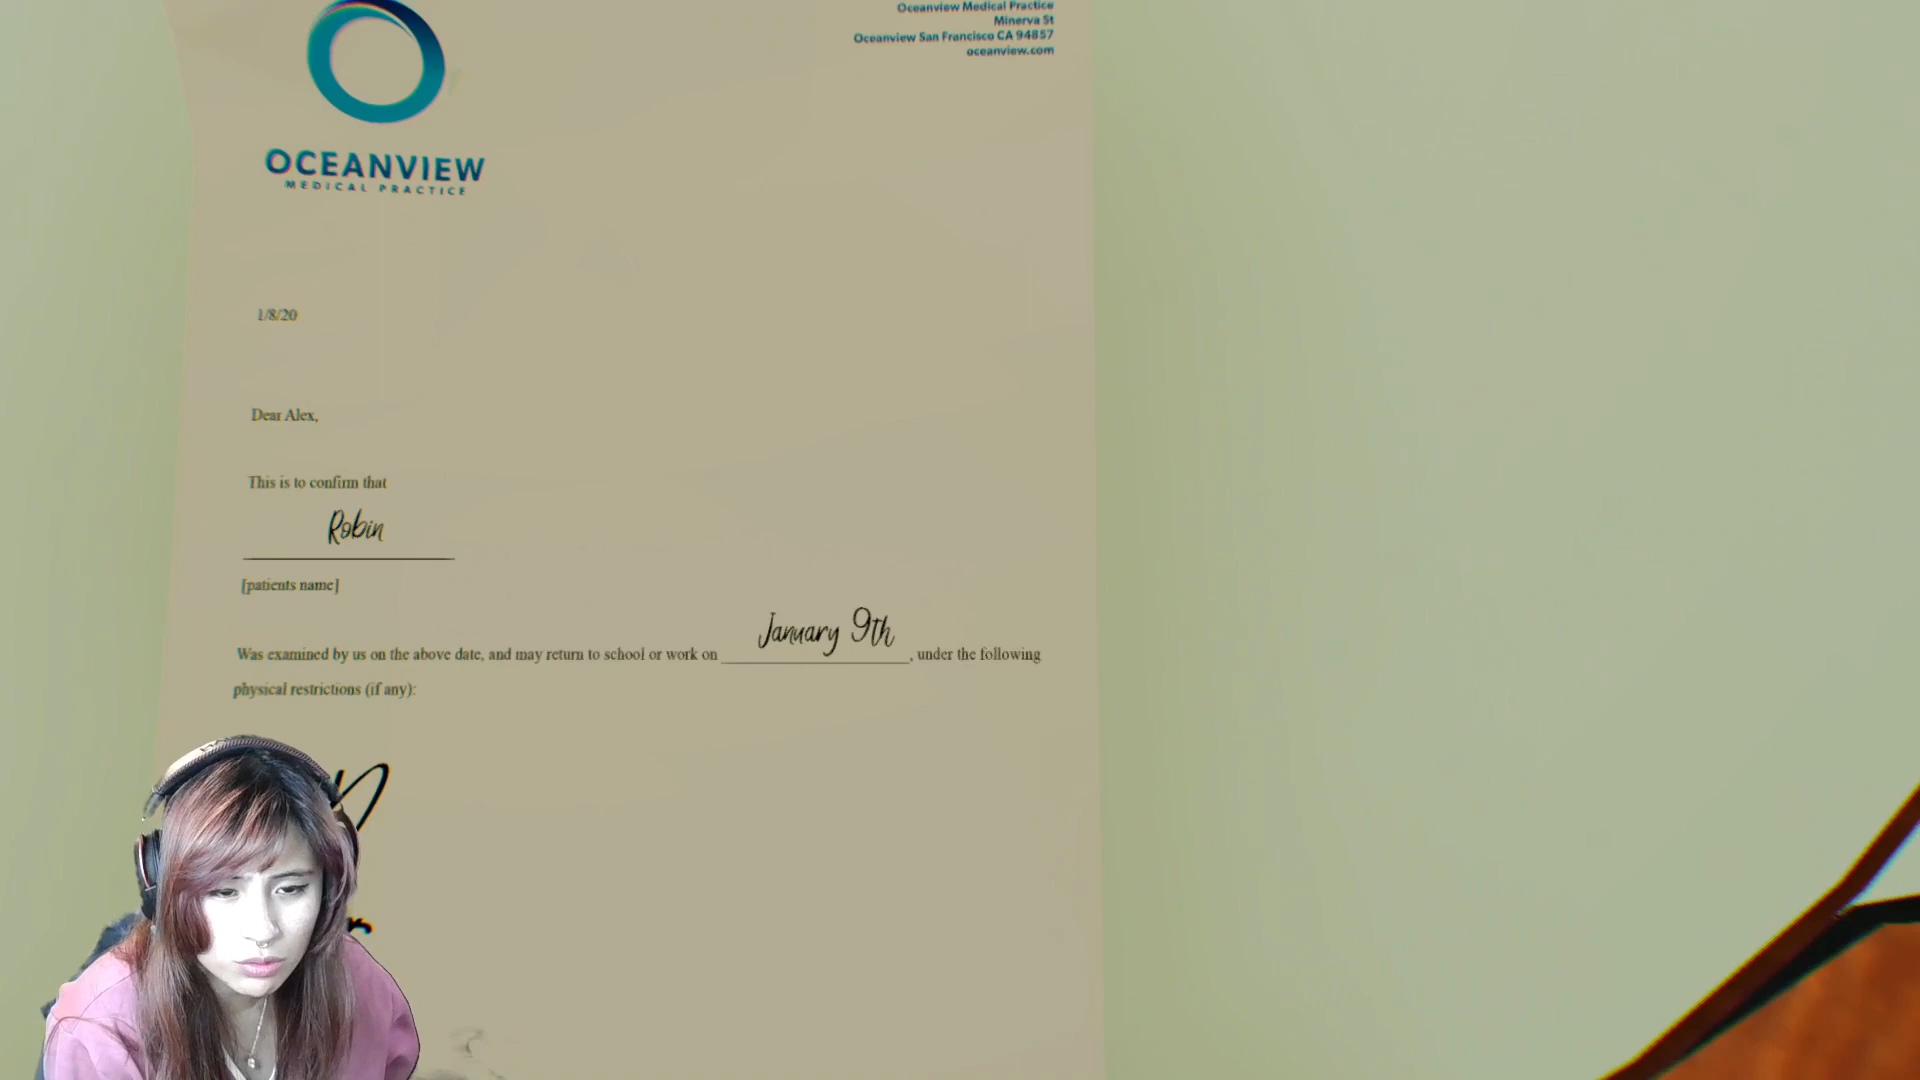 Oceanview Medical Practice
Minerva St
Oceanview San Francisco CA 94857
oceanview.com
OCEANVIEW
MEDICAL PRACTICE
1/8/20
Dear Alex,
This is to confirm that
Robin
[patients name]
January 9th
Was examined by us on the above date, and may return to school or work on , under the following
physical restrictions (if any):